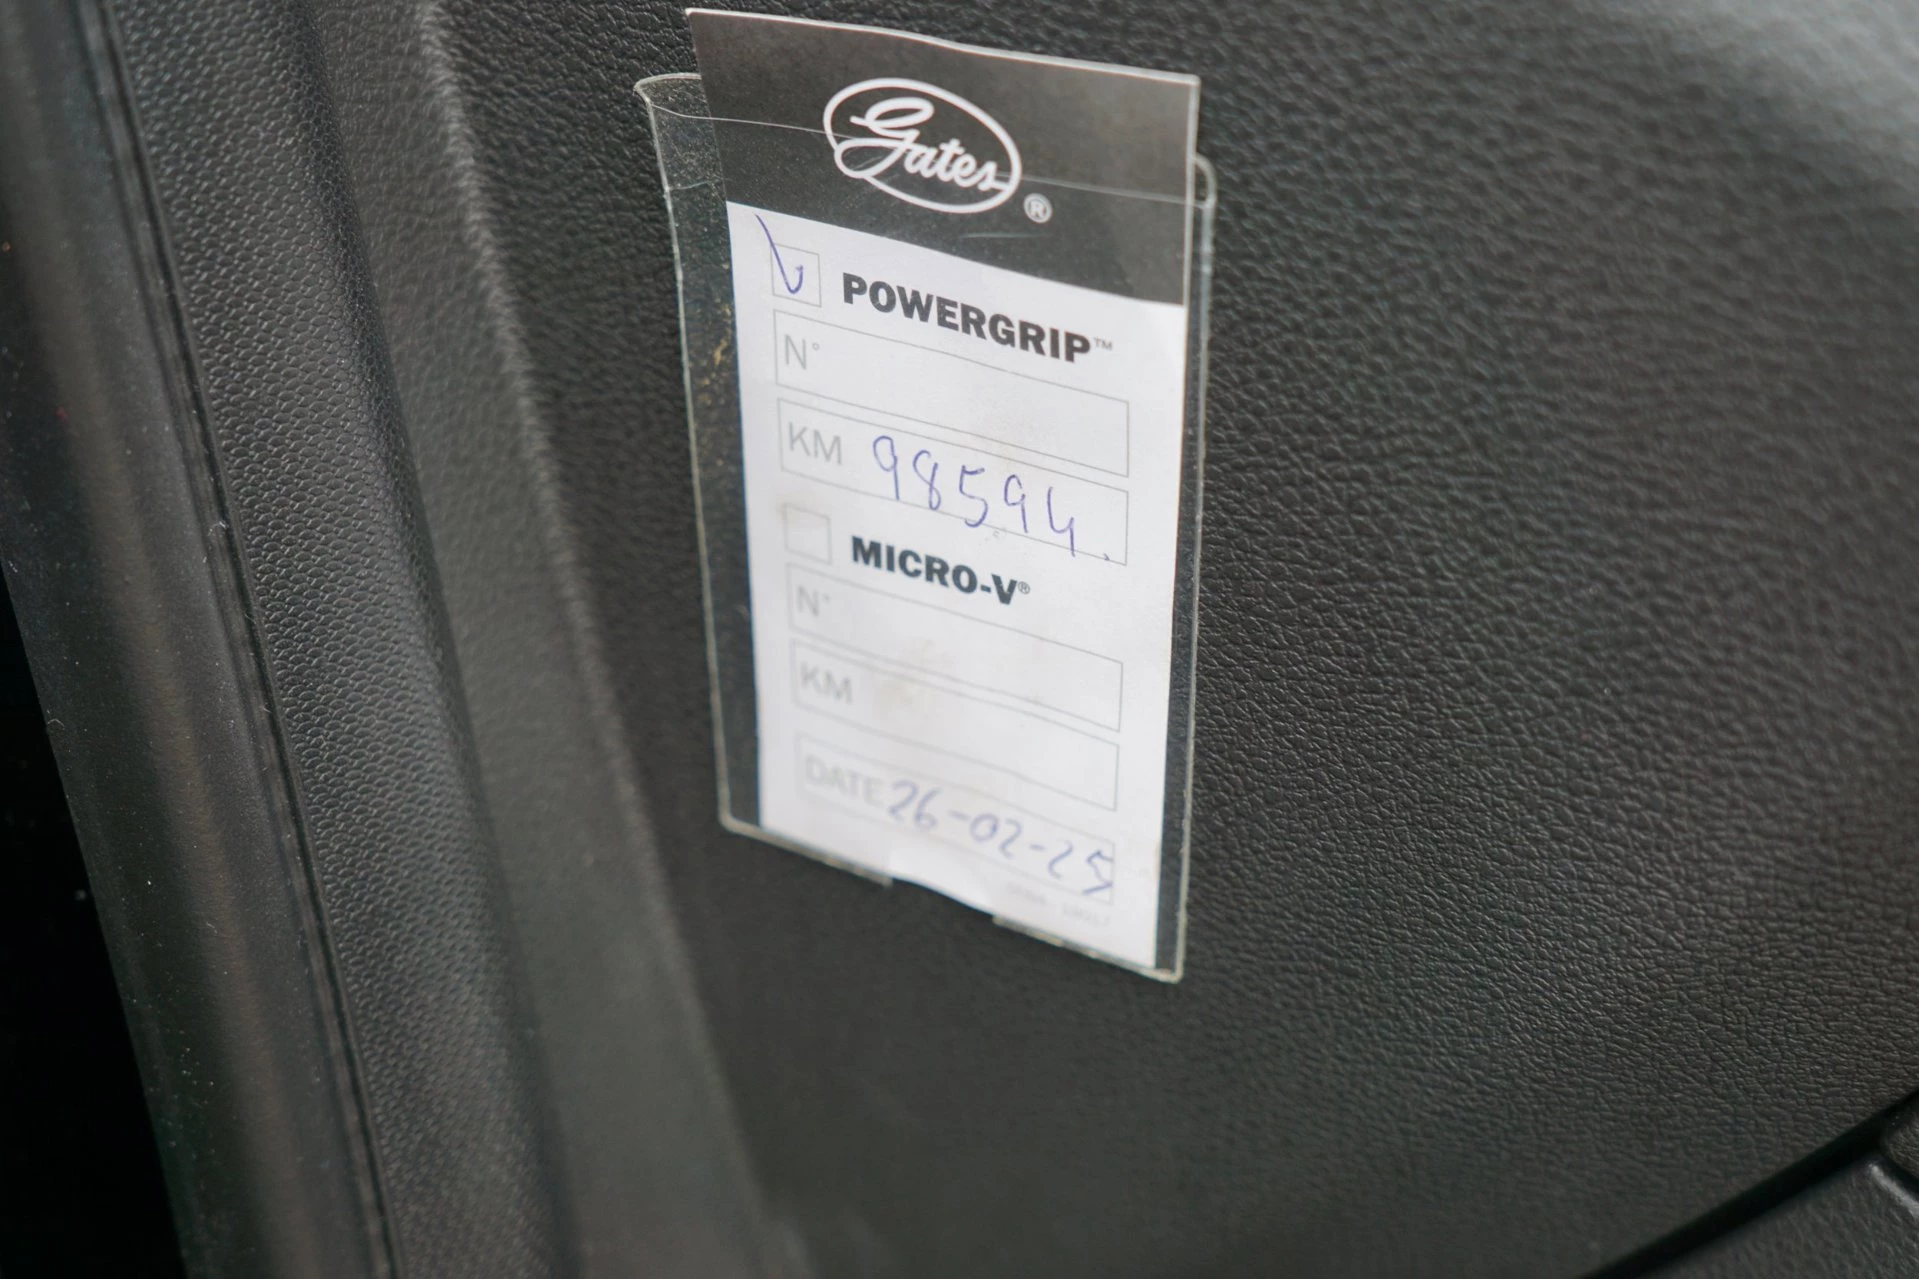 Gates®
POWERGRIP™
N°
KM 98594.
MICRO-V®
N°
KM
DATE 26-02-25